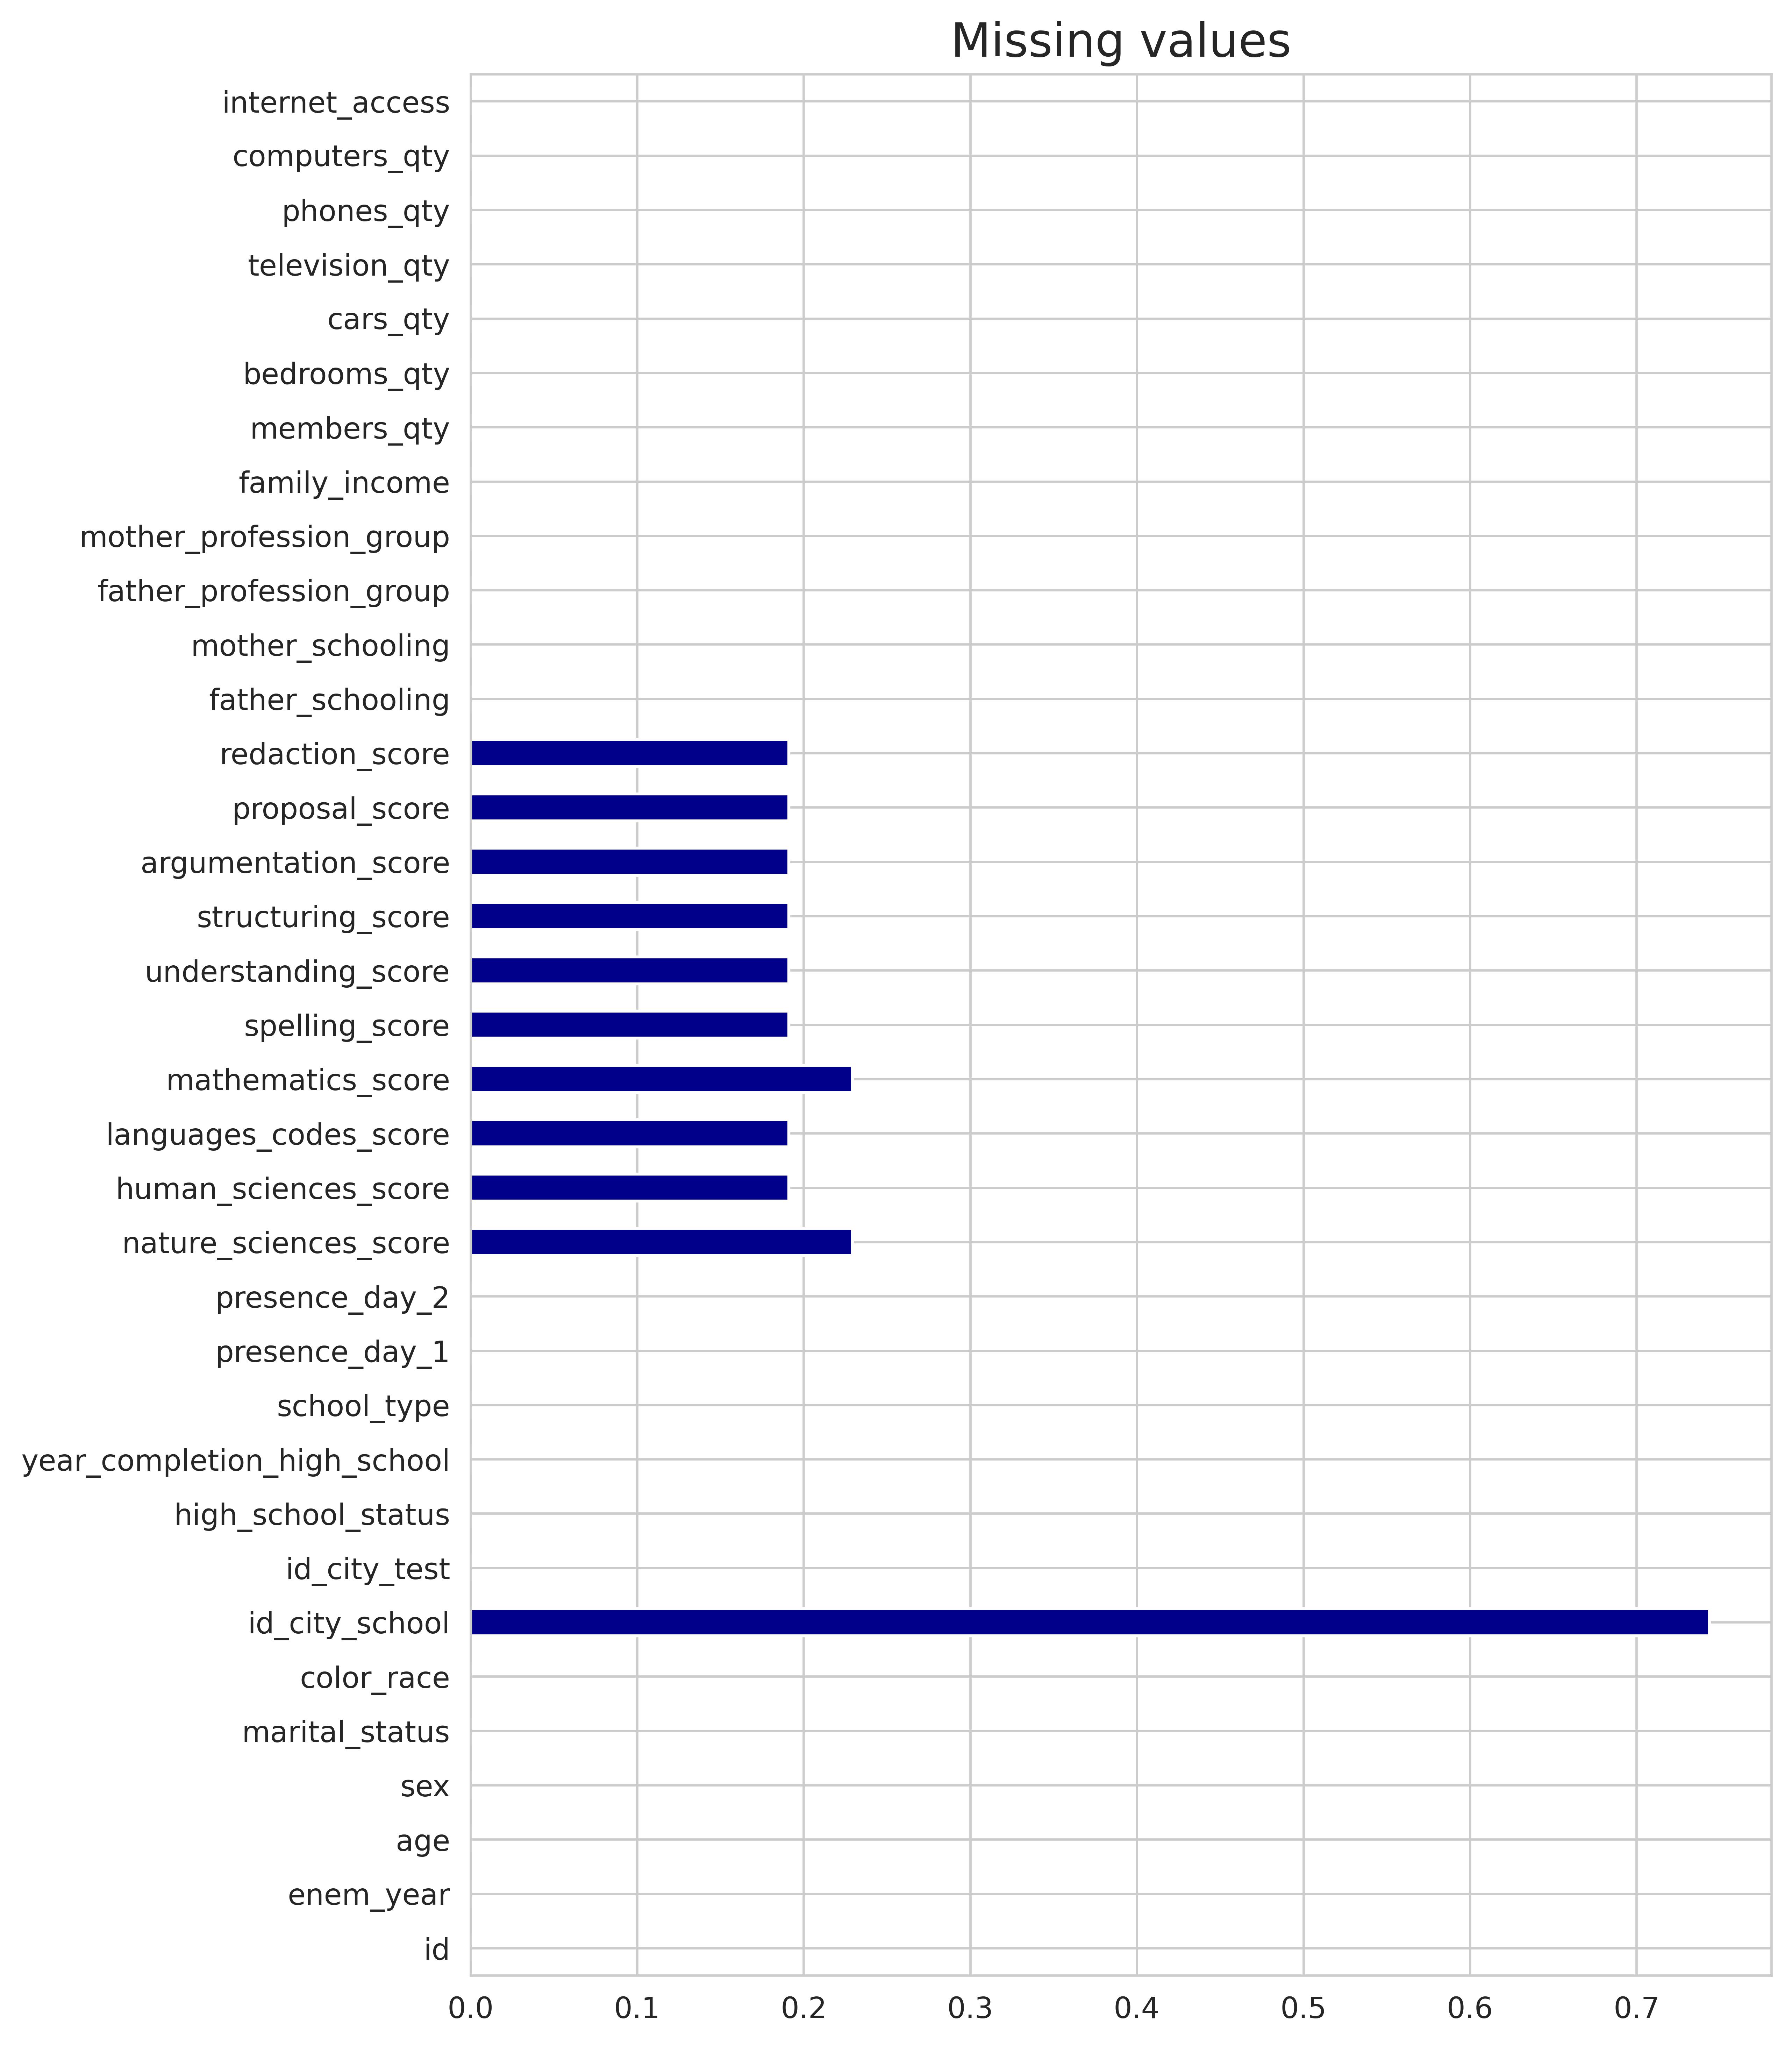 Missing values
internet_access
computers_qty
phones_qty
television_qty
cars_qty
bedrooms_qty
members_qty
family_income
mother_profession_group
father_profession_group
mother_schooling
father_schooling
redaction_score
proposal_score
argumentation_score
structuring_score
understanding_score
spelling_score
mathematics_score
languages_codes_score
human_sciences_score
nature_sciences_score
presence_day_2
presence_day_1
school_type
year_completion_high_school
high_school_status
id_city_test
id_city_school
color_race
marital_status
sex
age
enem_year
id
0.0 0.1 0.2 0.3 0.4 0.5 0.6 0.7